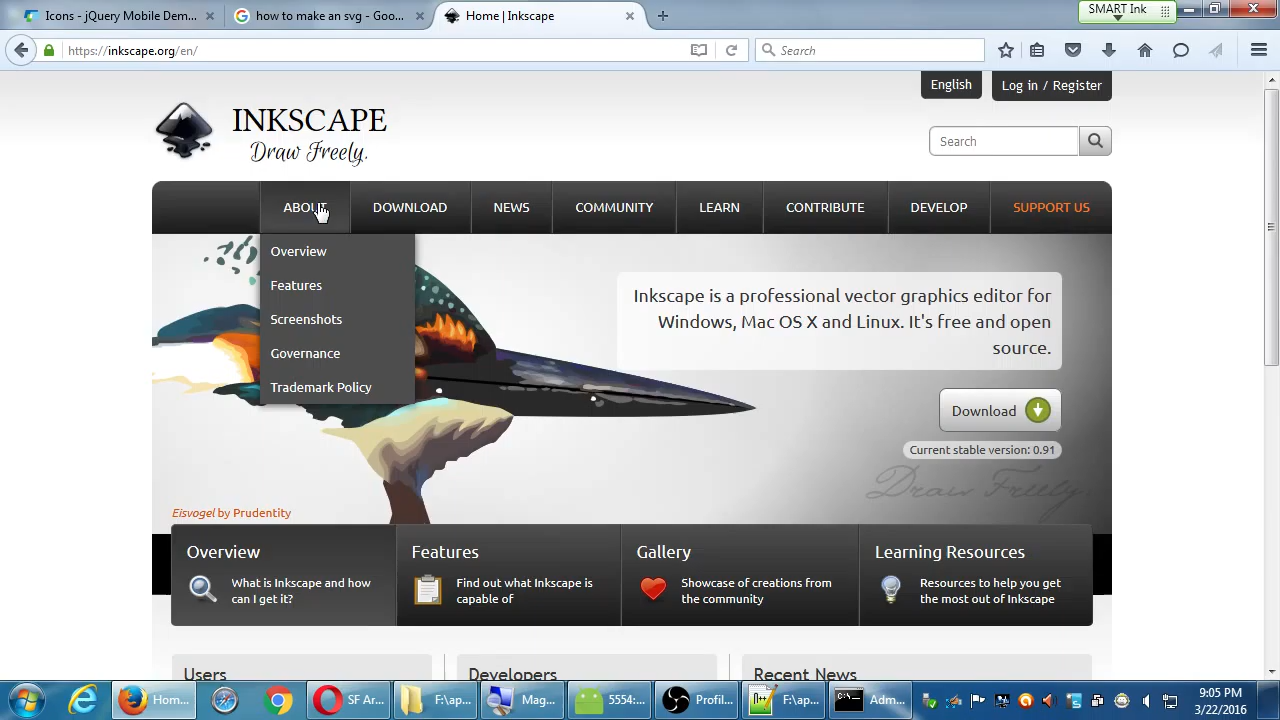 Icons - jQuery Mobile Dem...
how to make an svg - Goo...
Home | Inkscape
SMART Ink
https://inkscape.org/en/
Search
English
Log in / Register
INKSCAPE
Draw Freely.
Search
ABOUT
DOWNLOAD
NEWS
COMMUNITY
LEARN
CONTRIBUTE
DEVELOP
SUPPORT US
Overview
Features
Screenshots
Governance
Trademark Policy
Inkscape is a professional vector graphics editor for
Windows, Mac OS X and Linux. It's free and open
source.
Download
Current stable version: 0.91
Draw Freely.
Eisvogel by Prudentity
Overview
What is Inkscape and how
can I get it?
Features
Find out what Inkscape is
capable of
Gallery
Showcase of creations from
the community
Learning Resources
Resources to help you get
the most out of Inkscape
Users
Developers
Recent News
Hom...
SF Ar...
F:\ap...
Mag...
5554:...
Profil...
F:\ap...
Adm...
9:05 PM
3/22/2016